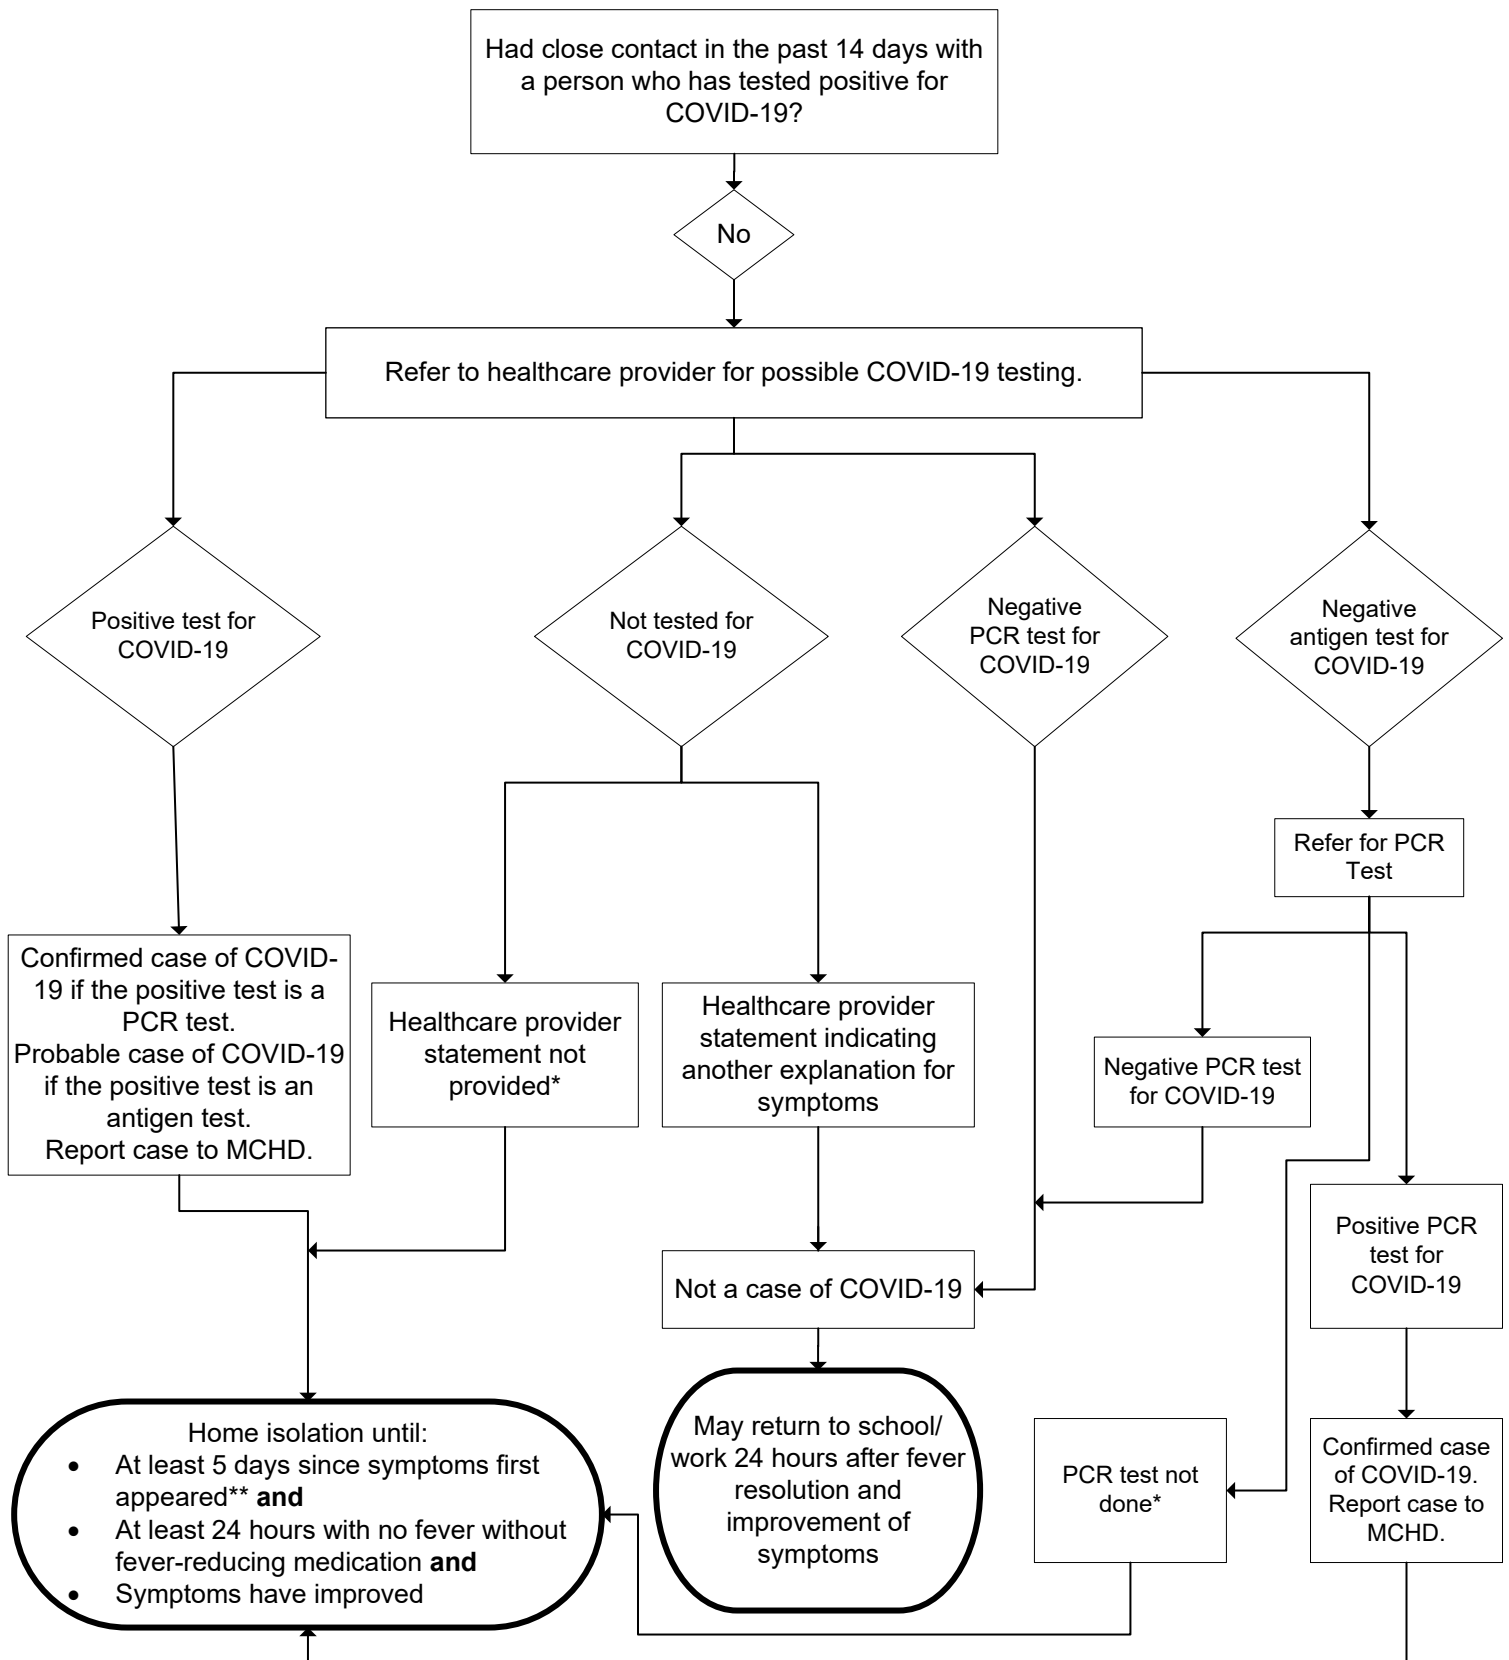 Had close contact in the past 14 days with
a person who has tested positive for
COVID-19?
No
Refer to healthcare provider for possible COVID-19 testing.
Positive test for
COVID-19
Not tested for
COVID-19
Negative
PCR test for
COVID-19
Negative
antigen test for
COVID-19
Refer for PCR
Test
Confirmed case of COVID-
19 if the positive test is a
PCR test.
Probable case of COVID-19
if the positive test is an
antigen test.
Report case to MCHD.
Healthcare provider
statement not
provided*
Healthcare provider
statement indicating
another explanation for
symptoms
Negative PCR test
for COVID-19
Positive PCR
test for
COVID-19
Not a case of COVID-19
Home isolation until:
• At least 5 days since symptoms first
appeared** and
• At least 24 hours with no fever without
fever-reducing medication and
• Symptoms have improved
May return to school/
work 24 hours after fever
resolution and
improvement of
symptoms
PCR test not
done*
Confirmed case
of COVID-19.
Report case to
MCHD.